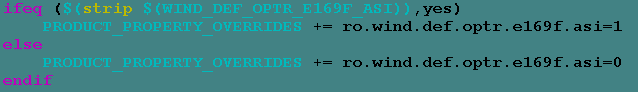 ifeq ($(strip $(WIND_DEF_OPTR_E169F_ASI)),yes)
    PRODUCT_PROPERTY_OVERRIDES += ro.wind.def.optr.e169f.asi=1
else
    PRODUCT_PROPERTY_OVERRIDES += ro.wind.def.optr.e169f.asi=0
endif